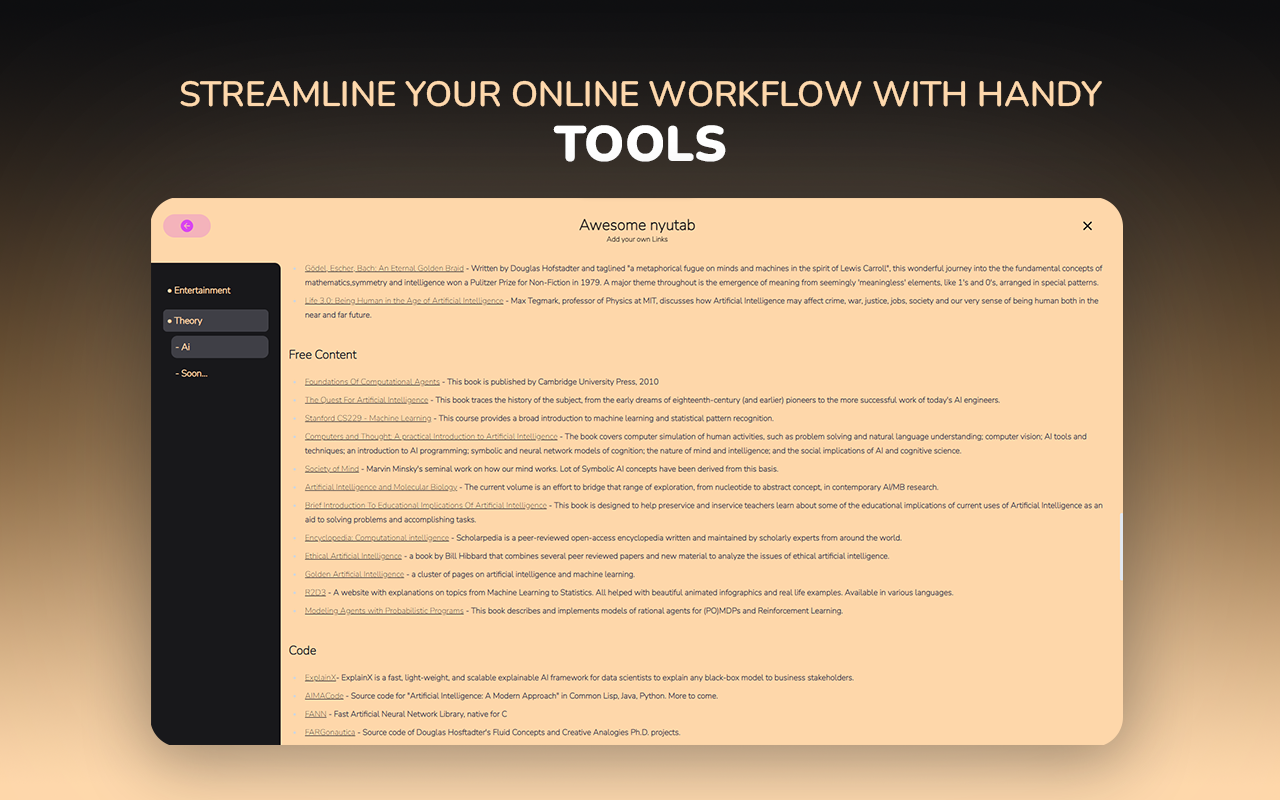 STREAMLINE YOUR ONLINE WORKFLOW WITH HANDY
TOOLS
Awesome nyutab
Add your own Links
• Entertainment
• Theory
- Ai
- Soon...
Gödel, Escher, Bach: An Eternal Golden Braid - Written by Douglas Hofstadter and taglined "a metaphorical fugue on minds and machines in the spirit of Lewis Carroll", this wonderful journey into the the fundamental concepts of
mathematics,symmetry and intelligence won a Pulitzer Prize for Non-Fiction in 1979. A major theme throughout is the emergence of meaning from seemingly 'meaningless' elements, like 1's and 0's, arranged in special patterns.
Life 3.0: Being Human in the Age of Artificial Intelligence - Max Tegmark, professor of Physics at MIT, discusses how Artificial Intelligence may affect crime, war, justice, jobs, society and our very sense of being human both in the
near and far future.
Free Content
Foundations Of Computational Agents - This book is published by Cambridge University Press, 2010
The Quest For Artificial Intelligence - This book traces the history of the subject, from the early dreams of eighteenth-century (and earlier) pioneers to the more successful work of today's AI engineers.
Stanford CS229 - Machine Learning - This course provides a broad introduction to machine learning and statistical pattern recognition.
Computers and Thought: A practical Introduction to Artificial Intelligence - The book covers computer simulation of human activities, such as problem solving and natural language understanding; computer vision; AI tools and
techniques; an introduction to AI programming; symbolic and neural network models of cognition; the nature of mind and intelligence; and the social implications of AI and cognitive science.
Society of Mind - Marvin Minsky's seminal work on how our mind works. Lot of Symbolic AI concepts have been derived from this basis.
Artificial Intelligence and Molecular Biology - The current volume is an effort to bridge that range of exploration, from nucleotide to abstract concept, in contemporary AI/MB research.
Brief Introduction To Educational Implications Of Artificial Intelligence - This book is designed to help preservice and inservice teachers learn about some of the educational implications of current uses of Artificial Intelligence as an
aid to solving problems and accomplishing tasks.
Encyclopedia: Computational intelligence - Scholarpedia is a peer-reviewed open-access encyclopedia written and maintained by scholarly experts from around the world.
Ethical Artificial Intelligence - a book by Bill Hibbard that combines several peer reviewed papers and new material to analyze the issues of ethical artificial intelligence.
Golden Artificial Intelligence - a cluster of pages on artificial intelligence and machine learning.
R2D3 - A website with explanations on topics from Machine Learning to Statistics. All helped with beautiful animated infographics and real life examples. Available in various languages.
Modeling Agents with Probabilistic Programs - This book describes and implements models of rational agents for (PO)MDPs and Reinforcement Learning.
Code
ExplainX- ExplainX is a fast, light-weight, and scalable explainable AI framework for data scientists to explain any black-box model to business stakeholders.
AIMACode - Source code for "Artificial Intelligence: A Modern Approach" in Common Lisp, Java, Python. More to come.
FANN - Fast Artificial Neural Network Library, native for C
FARGonautica - Source code of Douglas Hosftadter's Fluid Concepts and Creative Analogies Ph.D. projects.